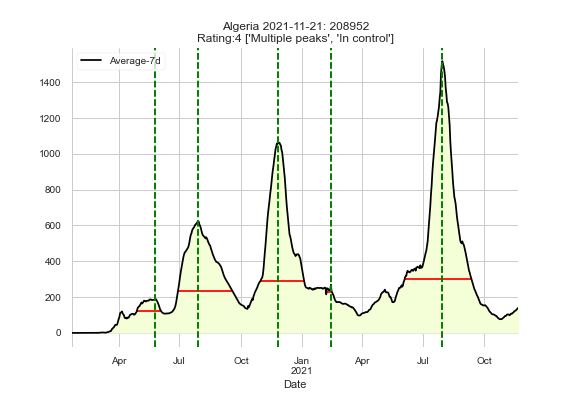 Algeria 2021-11-21: 208952
Rating:4 ['Multiple peaks', 'In control']
Average-7d
1400
1200
1000
800
600
400
200
0
Apr Jul Oct Jan Apr Jul Oct
2021
Date